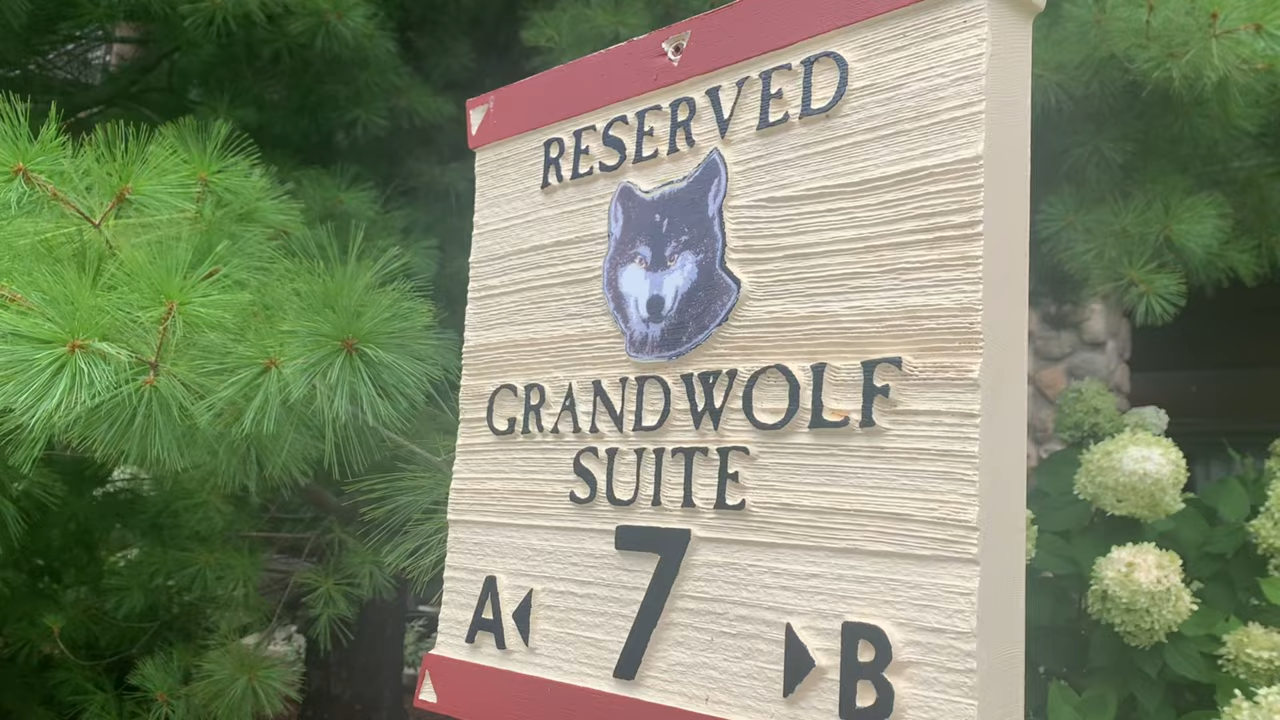 RESERVED
GRANDWOLF
SUITE
7
A◀ ▶B